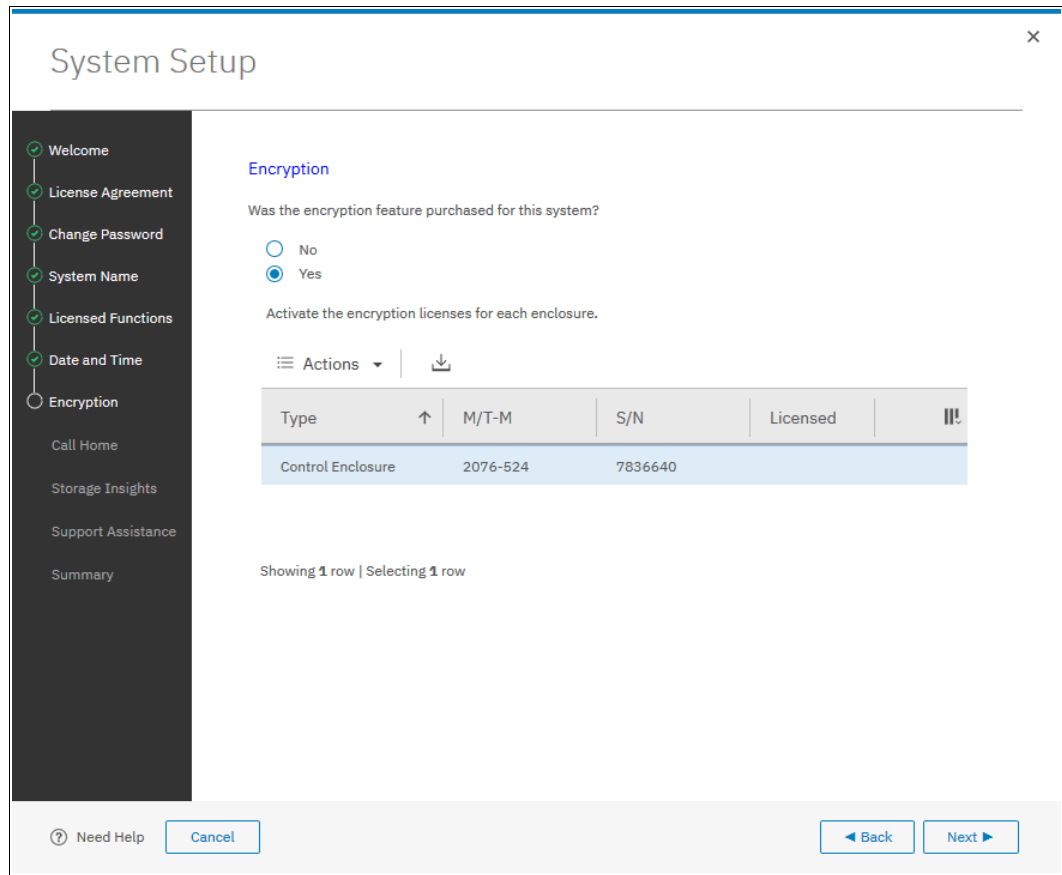 System Setup
Welcome
License Agreement
Change Password
System Name
Licensed Functions
Date and Time
Encryption
Call Home
Storage Insights
Support Assistance
Summary
Encryption
Was the encryption feature purchased for this system?
No
Yes
Activate the encryption licenses for each enclosure.
Actions
Type M/T-M S/N Licensed
Control Enclosure 2076-524 7836640
Showing 1 row | Selecting 1 row
Need Help Cancel Back Next